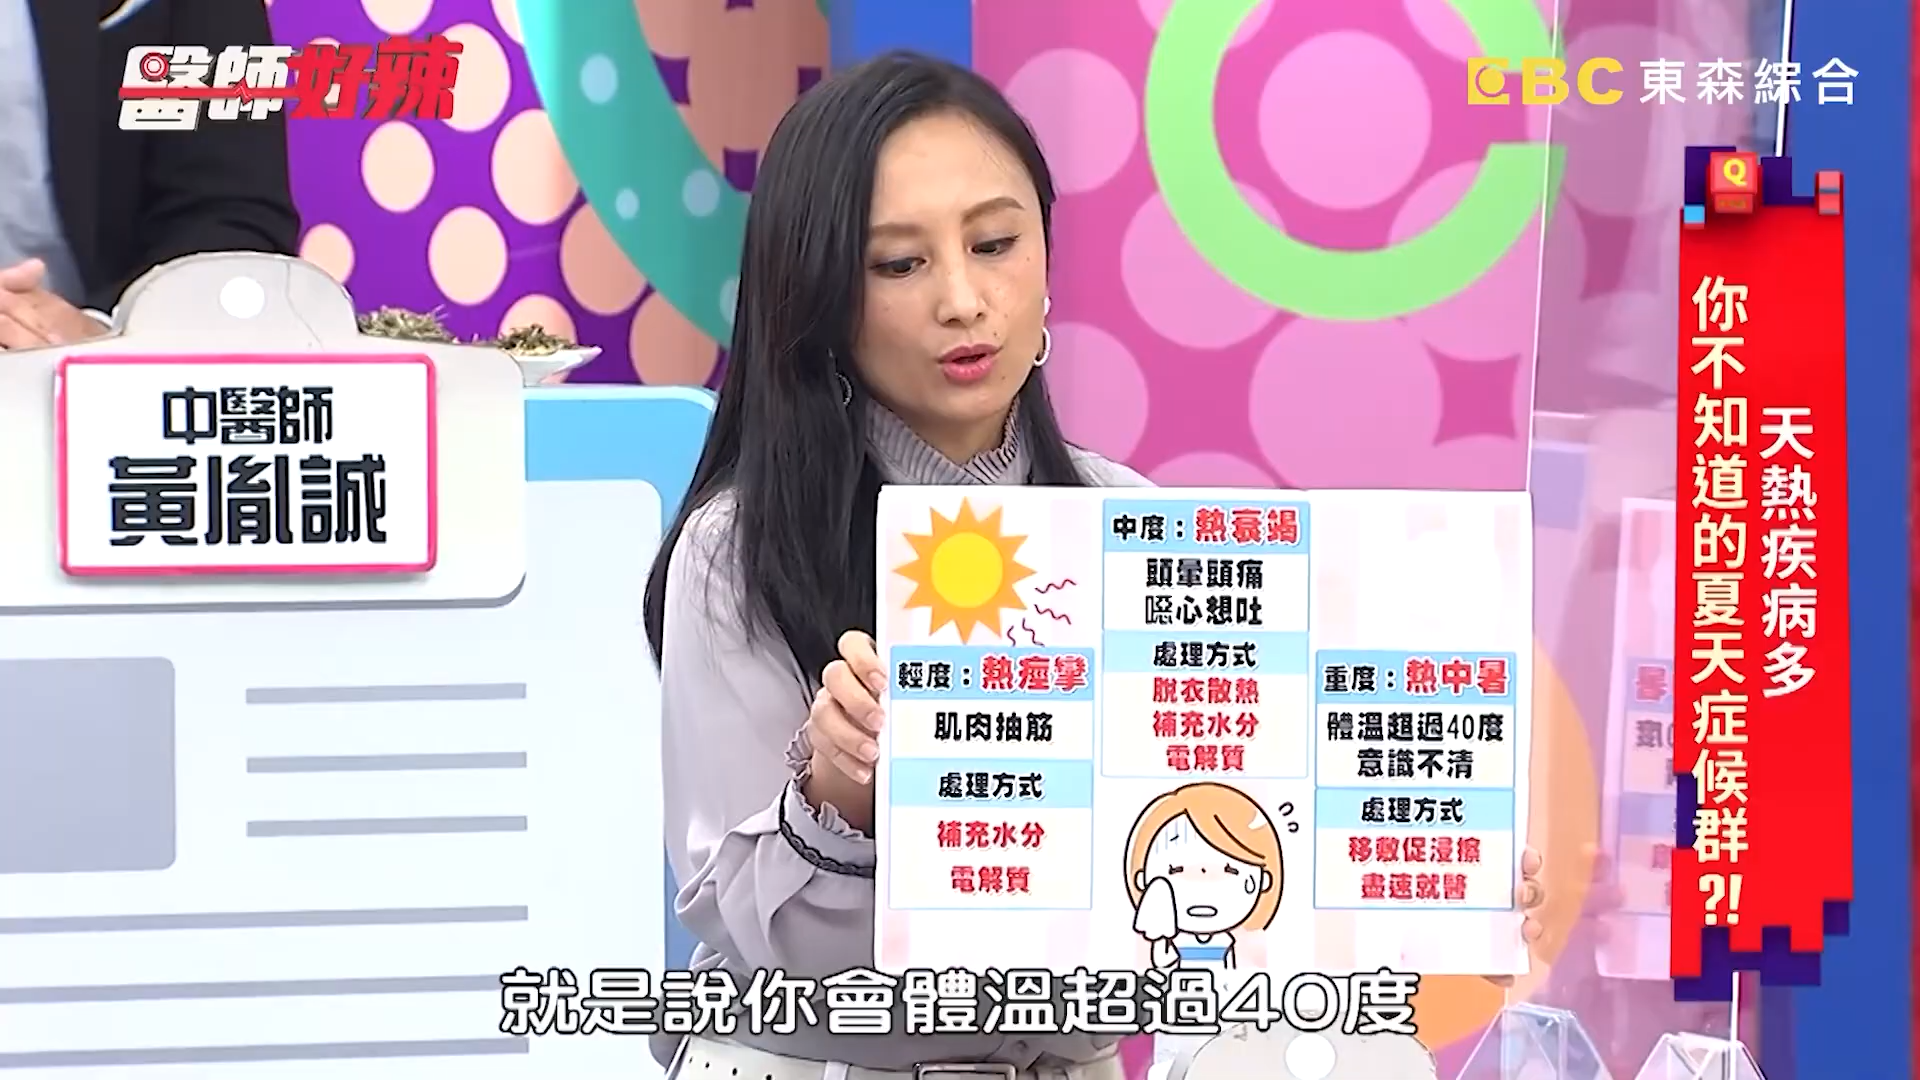 醫師好辣
EBC 東森綜合
Q
天熱疾病多
你不知道的夏天症候群?!
中醫師
黃胤誠
中度：熱衰竭
頭暈頭痛
噁心想吐
處理方式
脫衣散熱
補充水分
電解質
輕度：熱痙攣
肌肉抽筋
處理方式
補充水分
電解質
重度：熱中暑
體溫超過40度
意識不清
處理方式
移敷促浸擦
盡速就醫
就是說你會體溫超過40度